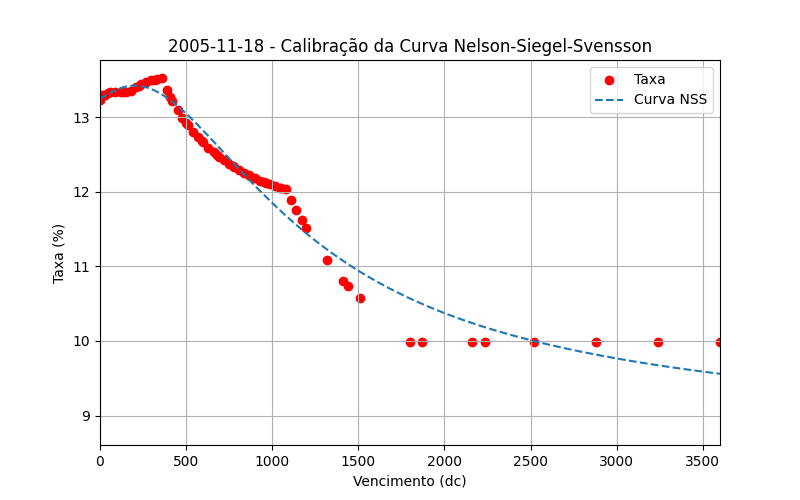 2005-11-18 - Calibração da Curva Nelson-Siegel-Svensson
Taxa
Curva NSS
Taxa (%)
13
12
11
10
9
0 500 1000 1500 2000 2500 3000 3500
Vencimento (dc)